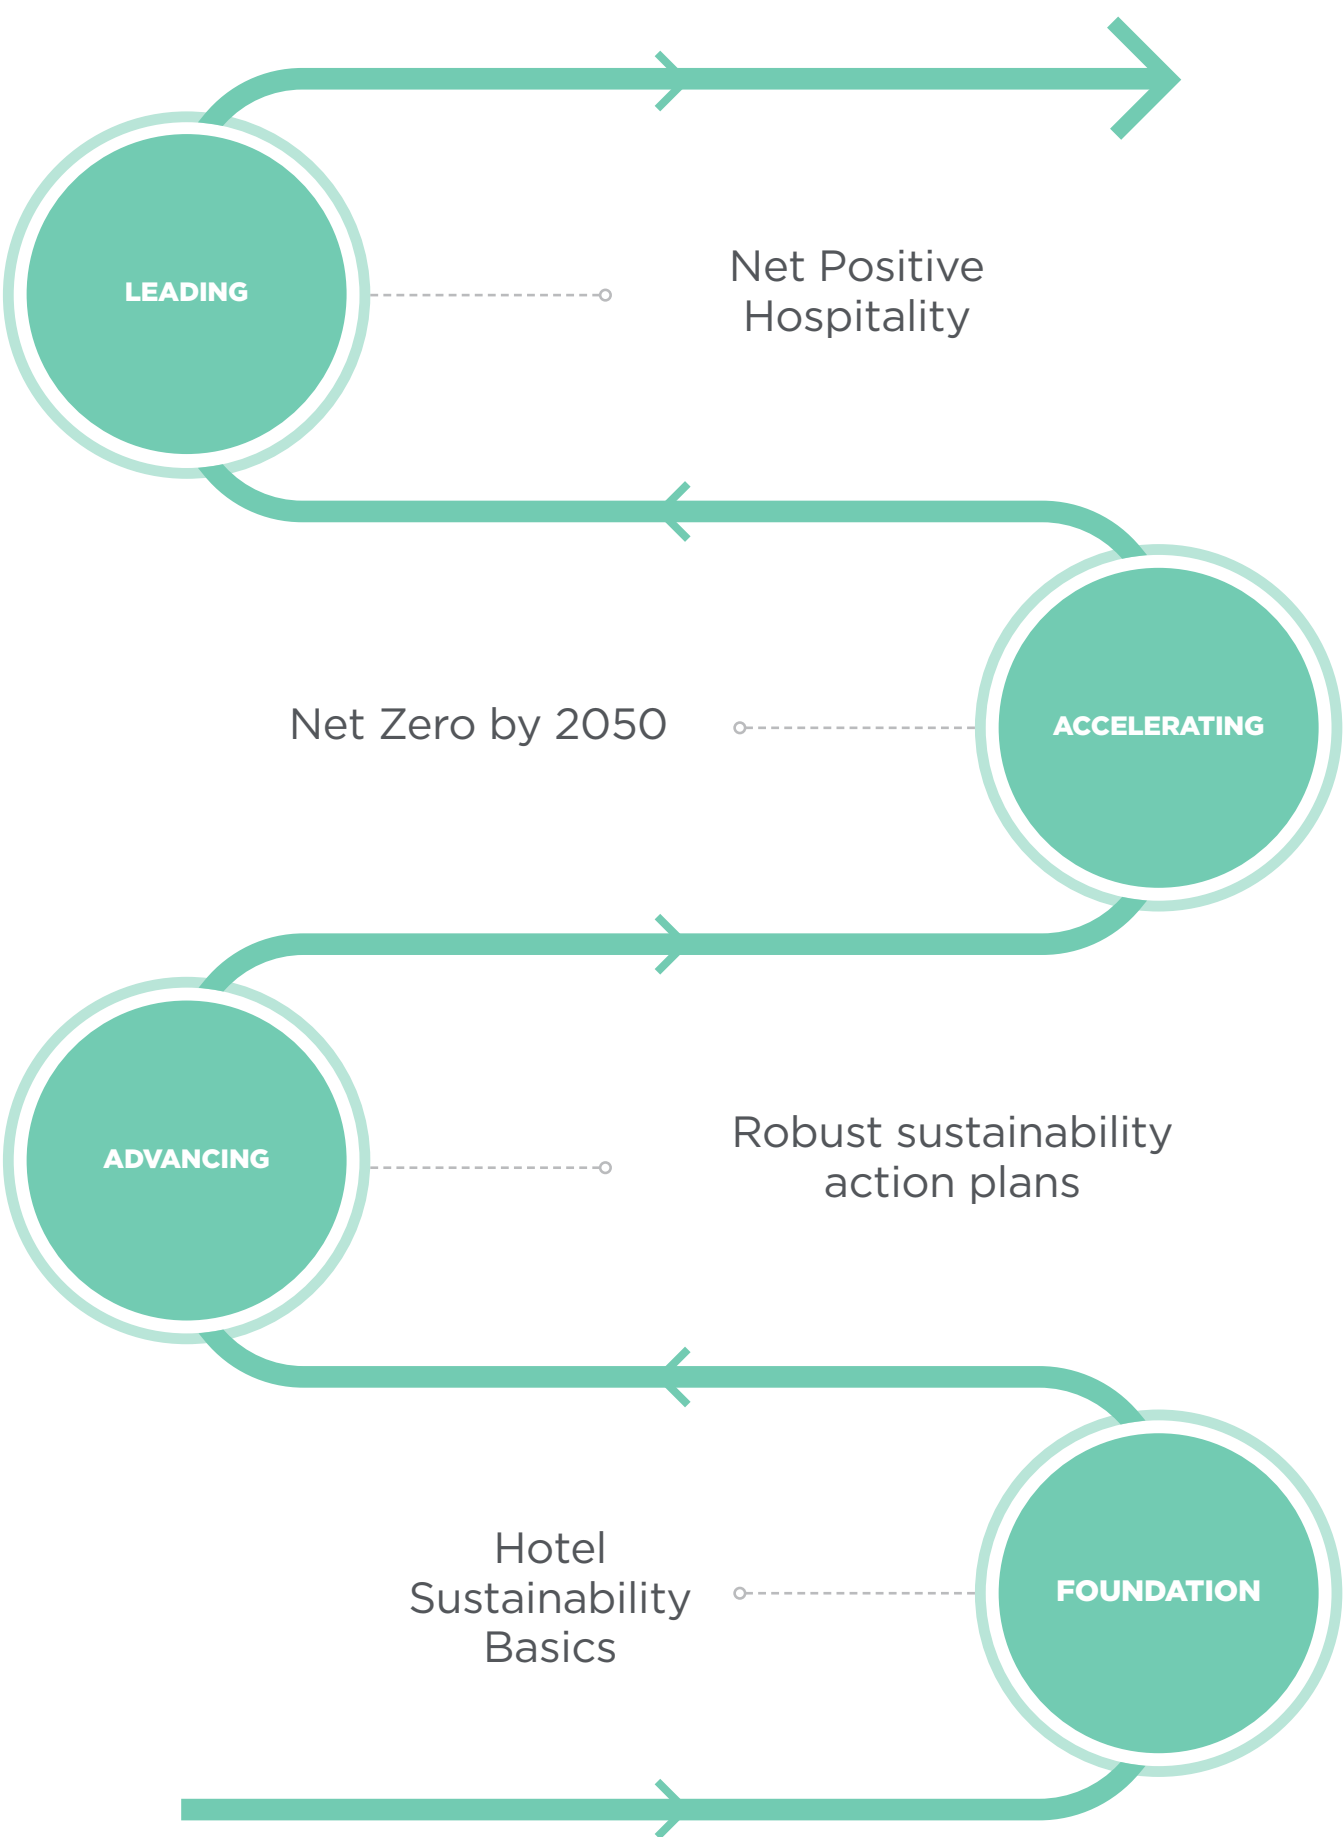 LEADING
Net Positive
Hospitality
Net Zero by 2050
ACCELERATING
ADVANCING
Robust sustainability
action plans
Hotel
Sustainability
Basics
FOUNDATION